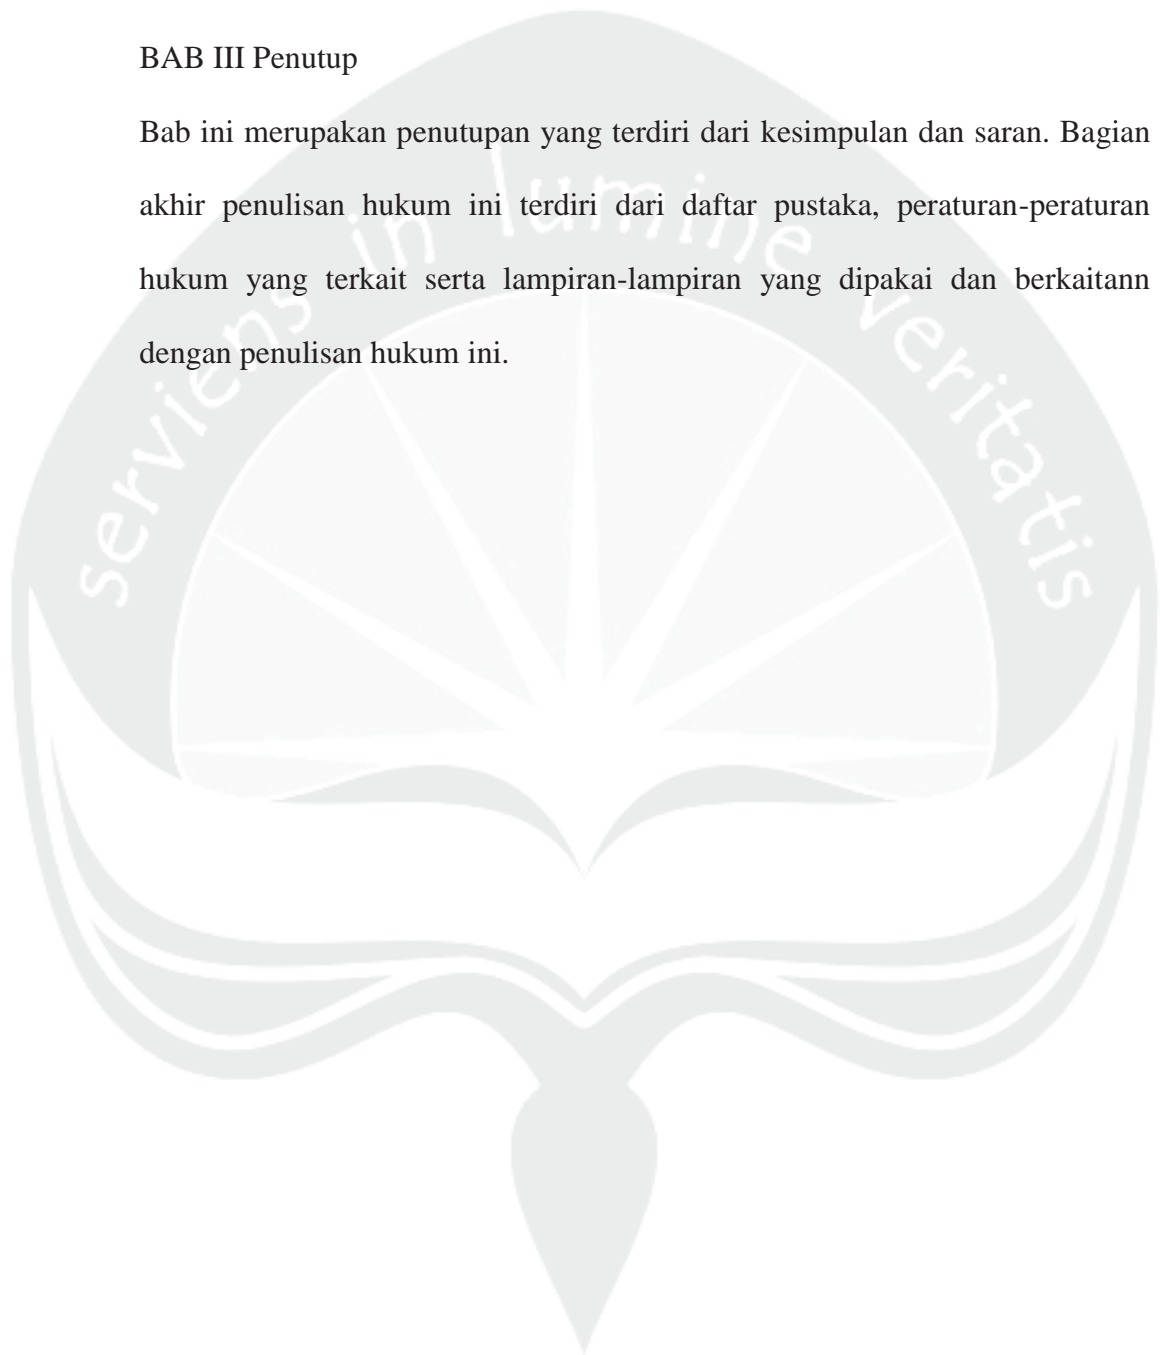 BAB III Penutup
Bab ini merupakan penutupan yang terdiri dari kesimpulan dan saran. Bagian
akhir penulisan hukum ini terdiri dari daftar pustaka, peraturan-peraturan
hukum yang terkait serta lampiran-lampiran yang dipakai dan berkaitann
dengan penulisan hukum ini.
serviens in lumine veritatis